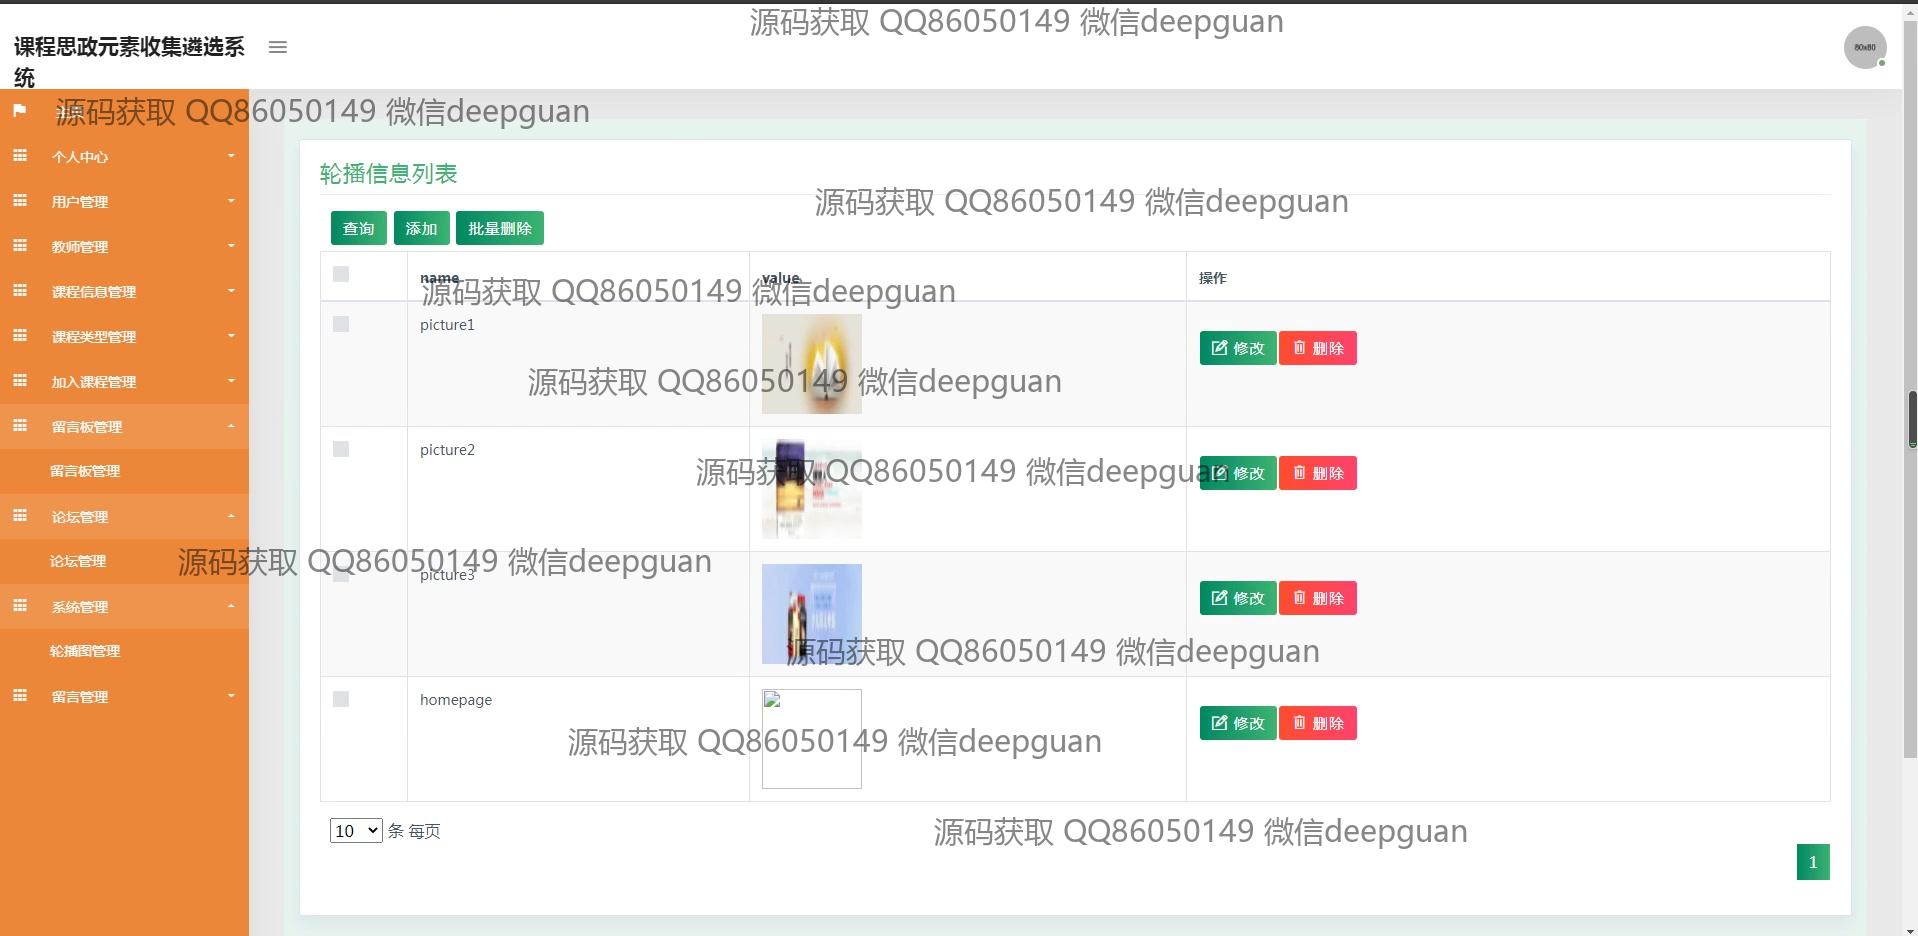 源码获取 QQ86050149 微信deepguan
课程思政元素收集遴选系
统
80x80
源码获取 QQ86050149 微信deepguan
个人中心
用户管理
教师管理
课程信息管理
课程类型管理
加入课程管理
留言板管理
留言板管理
论坛管理
论坛管理
系统管理
轮播图管理
留言管理
轮播信息列表
源码获取 QQ86050149 微信deepguan
查询 添加 批量删除
name value 操作
源码获取 QQ86050149 微信deepguan
picture1 修改 删除
源码获取 QQ86050149 微信deepguan
picture2 修改 删除
源码获取 QQ86050149 微信deepguan
源码获取 QQ86050149 微信deepguan
picture3 修改 删除
源码获取 QQ86050149 微信deepguan
homepage 修改 删除
源码获取 QQ86050149 微信deepguan
10 条 每页
源码获取 QQ86050149 微信deepguan
1